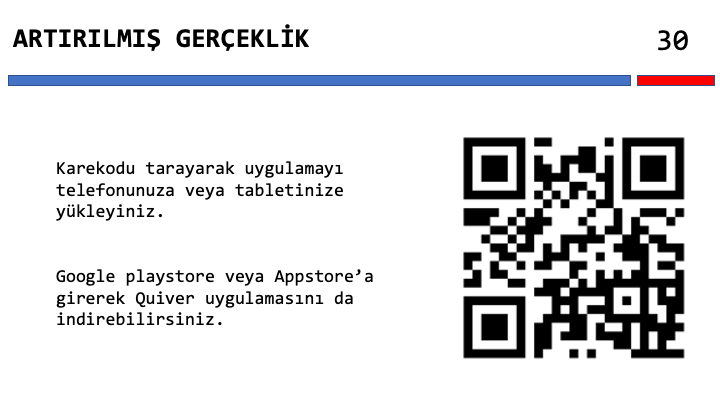 ARTIRILMIŞ GERÇEKLİK
30
Karekodu tarayarak uygulamayı
telefonunuza veya tabletinize
yükleyiniz.
Google playstore veya Appstore’a
girerek Quiver uygulamasını da
indirebilirsiniz.